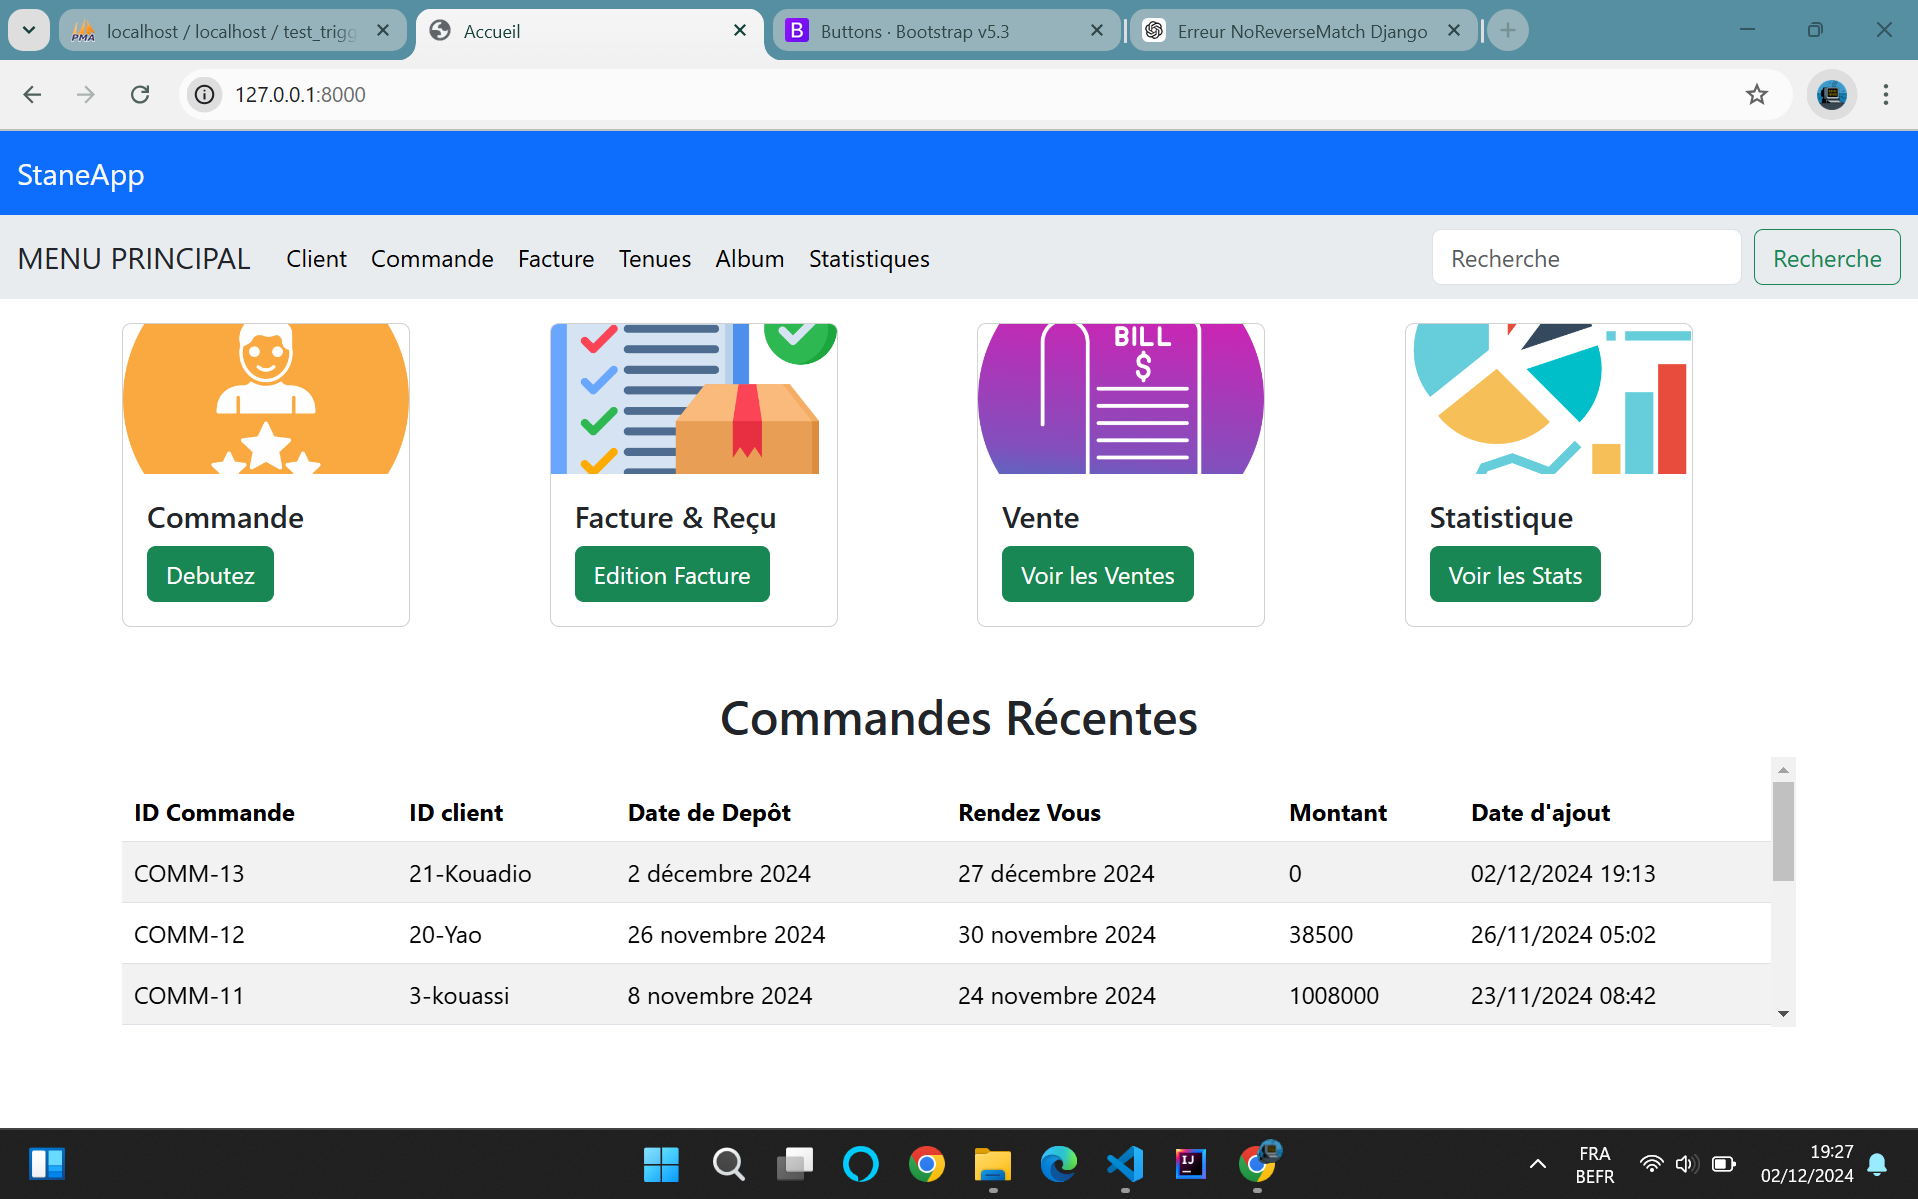 localhost / localhost / test_trigg
Accueil
Buttons · Bootstrap v5.3
Erreur NoReverseMatch Django
127.0.0.1:8000
StaneApp
MENU PRINCIPAL Client Commande Facture Tenues Album Statistiques Recherche Recherche
BILL
$
Commande
Debutez
Facture & Reçu
Edition Facture
Vente
Voir les Ventes
Statistique
Voir les Stats
Commandes Récentes
ID Commande ID client Date de Depôt Rendez Vous Montant Date d'ajout
COMM-13 21-Kouadio 2 décembre 2024 27 décembre 2024 0 02/12/2024 19:13
COMM-12 20-Yao 26 novembre 2024 30 novembre 2024 38500 26/11/2024 05:02
COMM-11 3-kouassi 8 novembre 2024 24 novembre 2024 1008000 23/11/2024 08:42
FRA
BEFR
19:27
02/12/2024